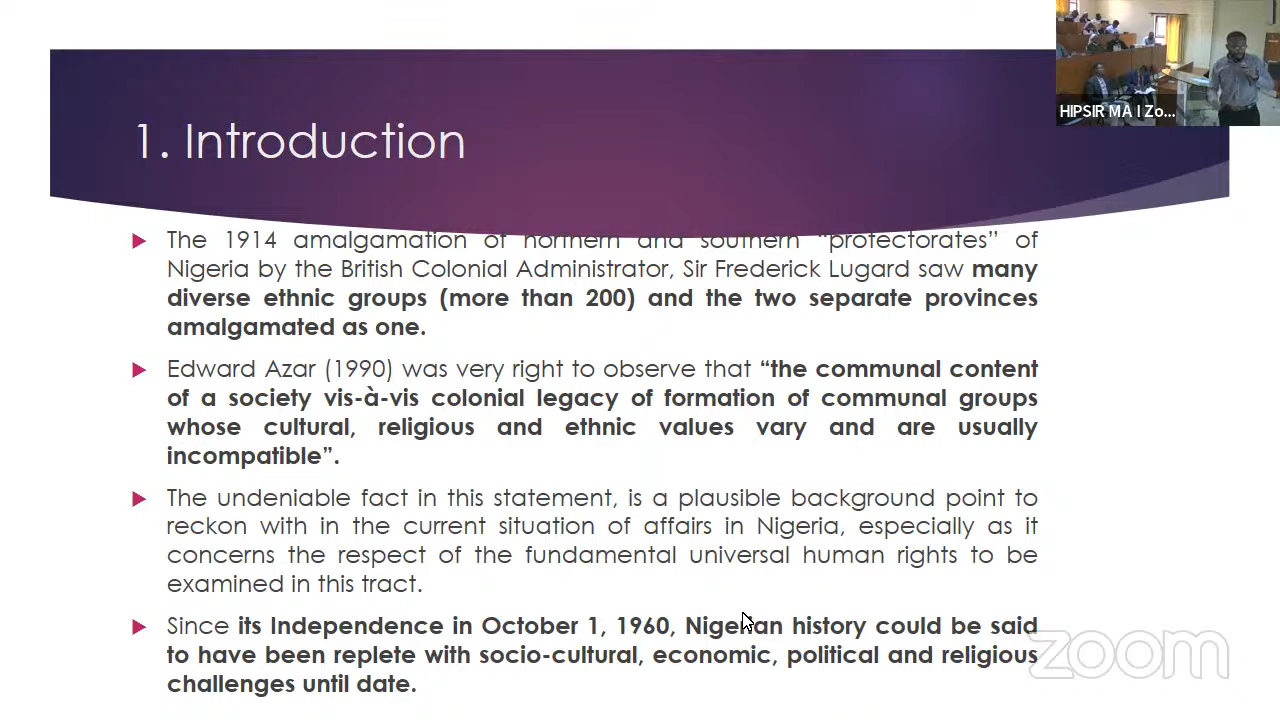 HIPSIR MA I Zo...
1. Introduction
The 1914 amalgamation of northern and southern “protectorates” of
Nigeria by the British Colonial Administrator, Sir Frederick Lugard saw many
diverse ethnic groups (more than 200) and the two separate provinces
amalgamated as one.
Edward Azar (1990) was very right to observe that “the communal content
of a society vis-à-vis colonial legacy of formation of communal groups
whose cultural, religious and ethnic values vary and are usually
incompatible”.
The undeniable fact in this statement, is a plausible background point to
reckon with in the current situation of affairs in Nigeria, especially as it
concerns the respect of the fundamental universal human rights to be
examined in this tract.
Since its Independence in October 1, 1960, Nigerian history could be said
to have been replete with socio-cultural, economic, political and religious
challenges until date.
zoom